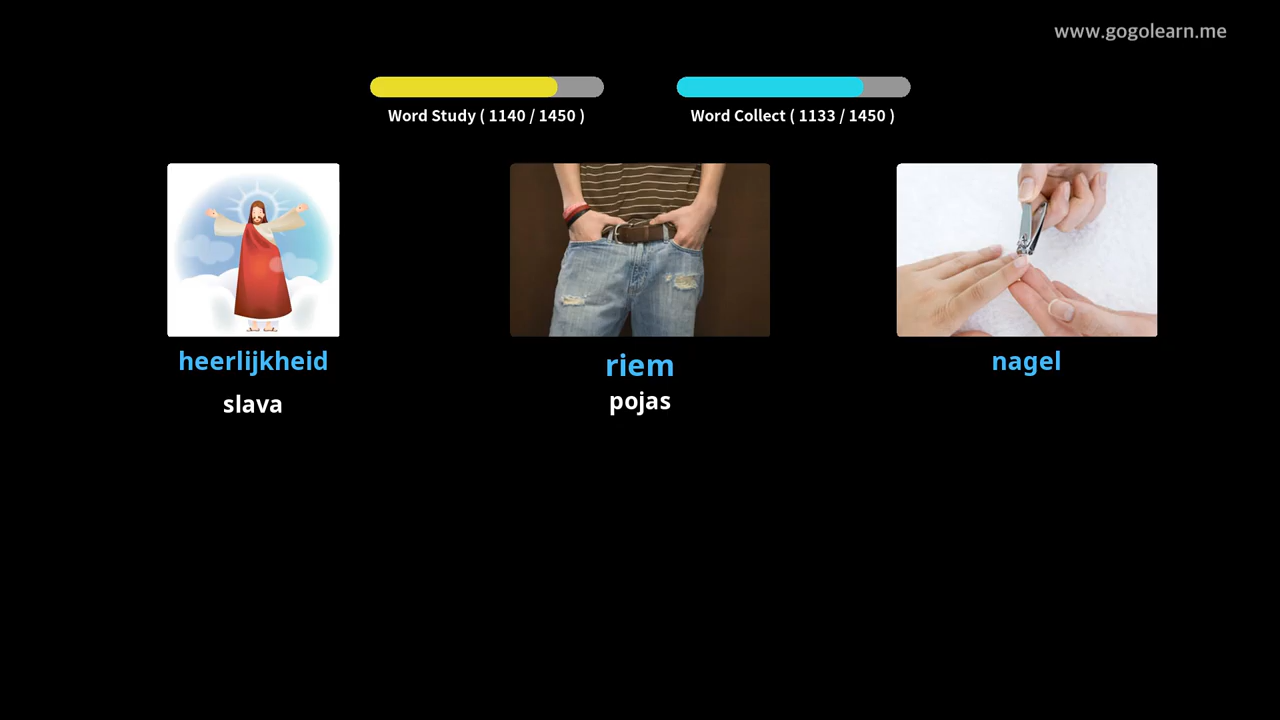 www.gogolearn.me
Word Study ( 1140 / 1450 )
Word Collect ( 1133 / 1450 )
heerlijkheid
slava
riem
pojas
nagel